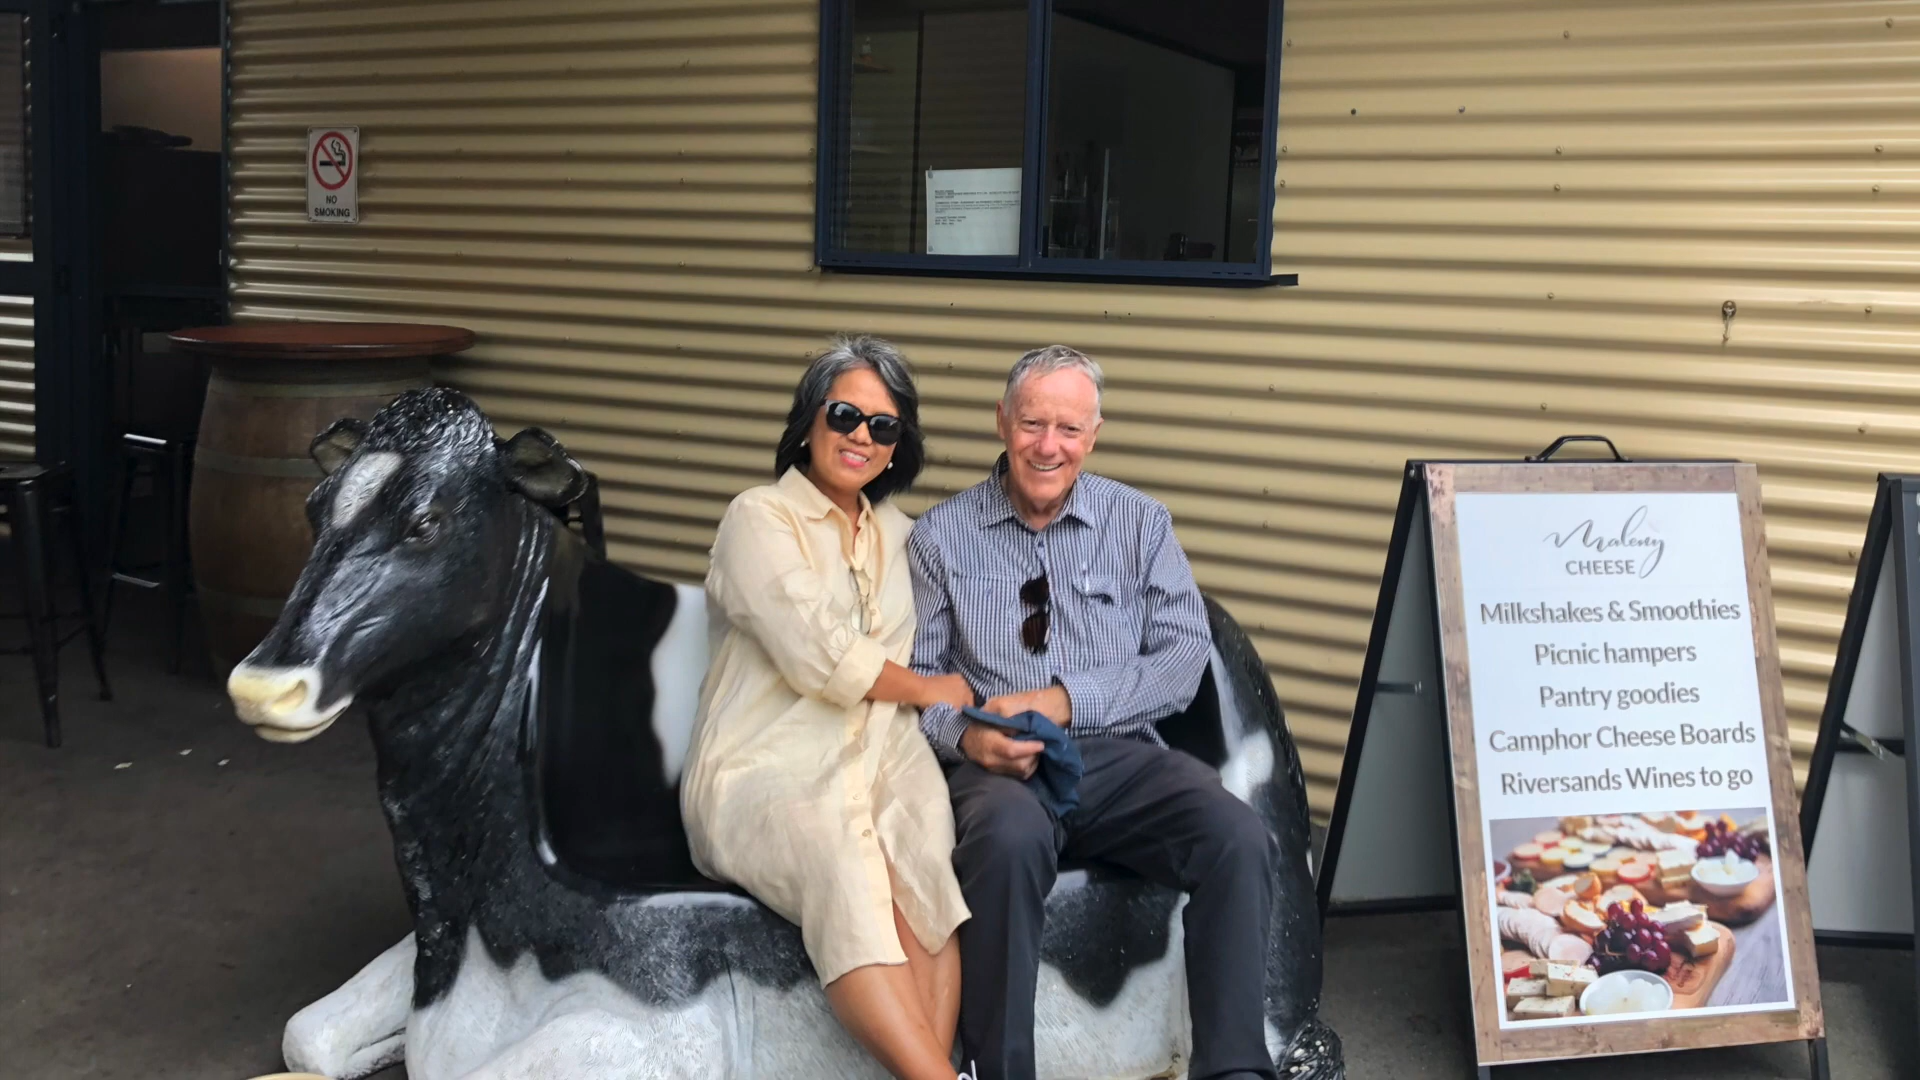 NO
SMOKING
Maleny
CHEESE
Milkshakes & Smoothies
Picnic hampers
Pantry goodies
Camphor Cheese Boards
Riversands Wines to go